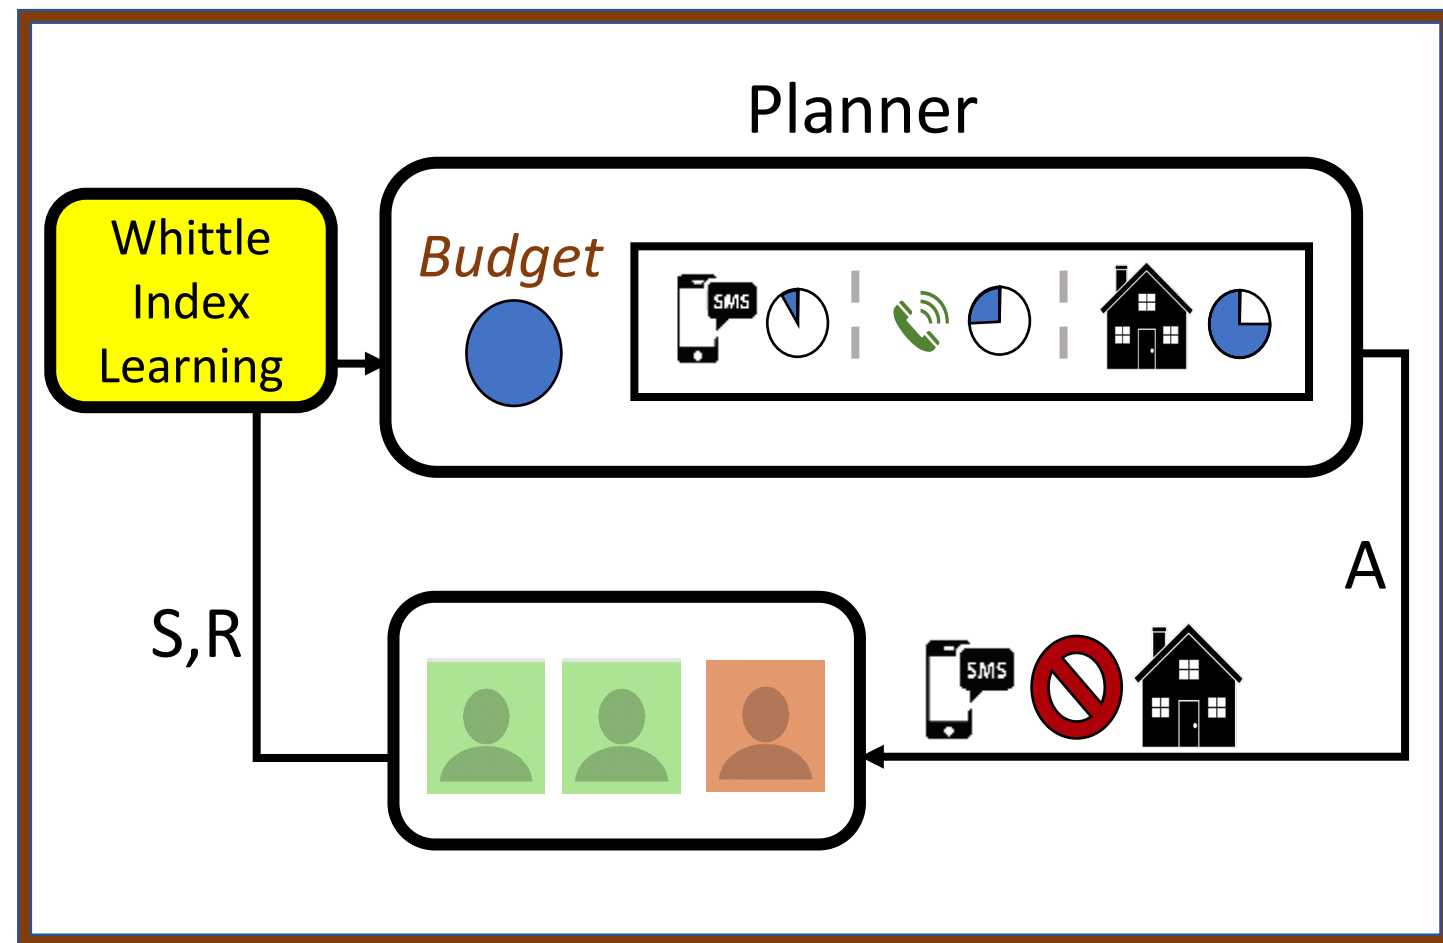 Planner
Whittle
Index
Learning
Budget
SMS
A
S,R
SMS